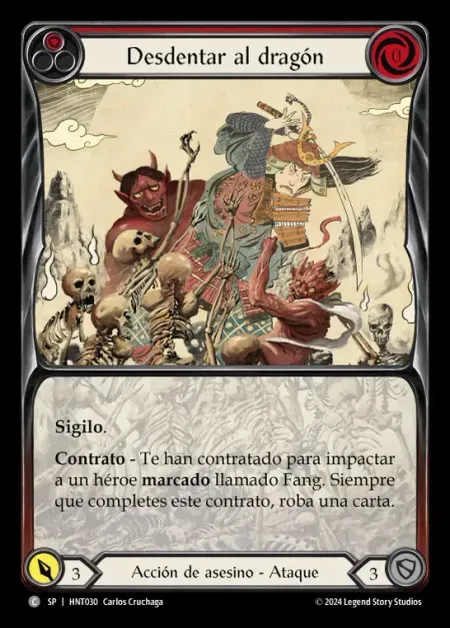 Desdentar al dragón
0
Sigilo.
Contrato - Te han contratado para impactar
a un héroe marcado llamado Fang. Siempre
que completes este contrato, roba una carta.
3
Acción de asesino - Ataque
3
C SP | HNT030 Carlos Cruchaga
© 2024 Legend Story Studios